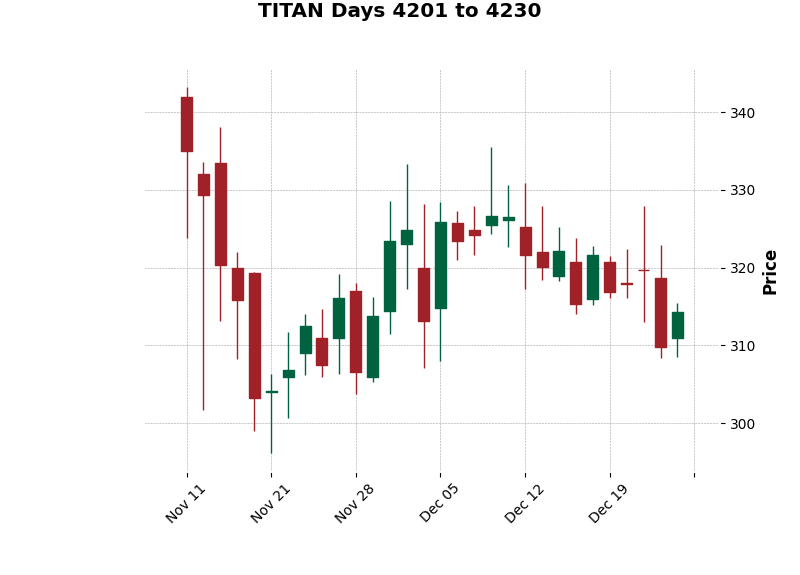 TITAN Days 4201 to 4230
340
330
320
310
300
Price
Nov 11
Nov 21
Nov 28
Dec 05
Dec 12
Dec 19